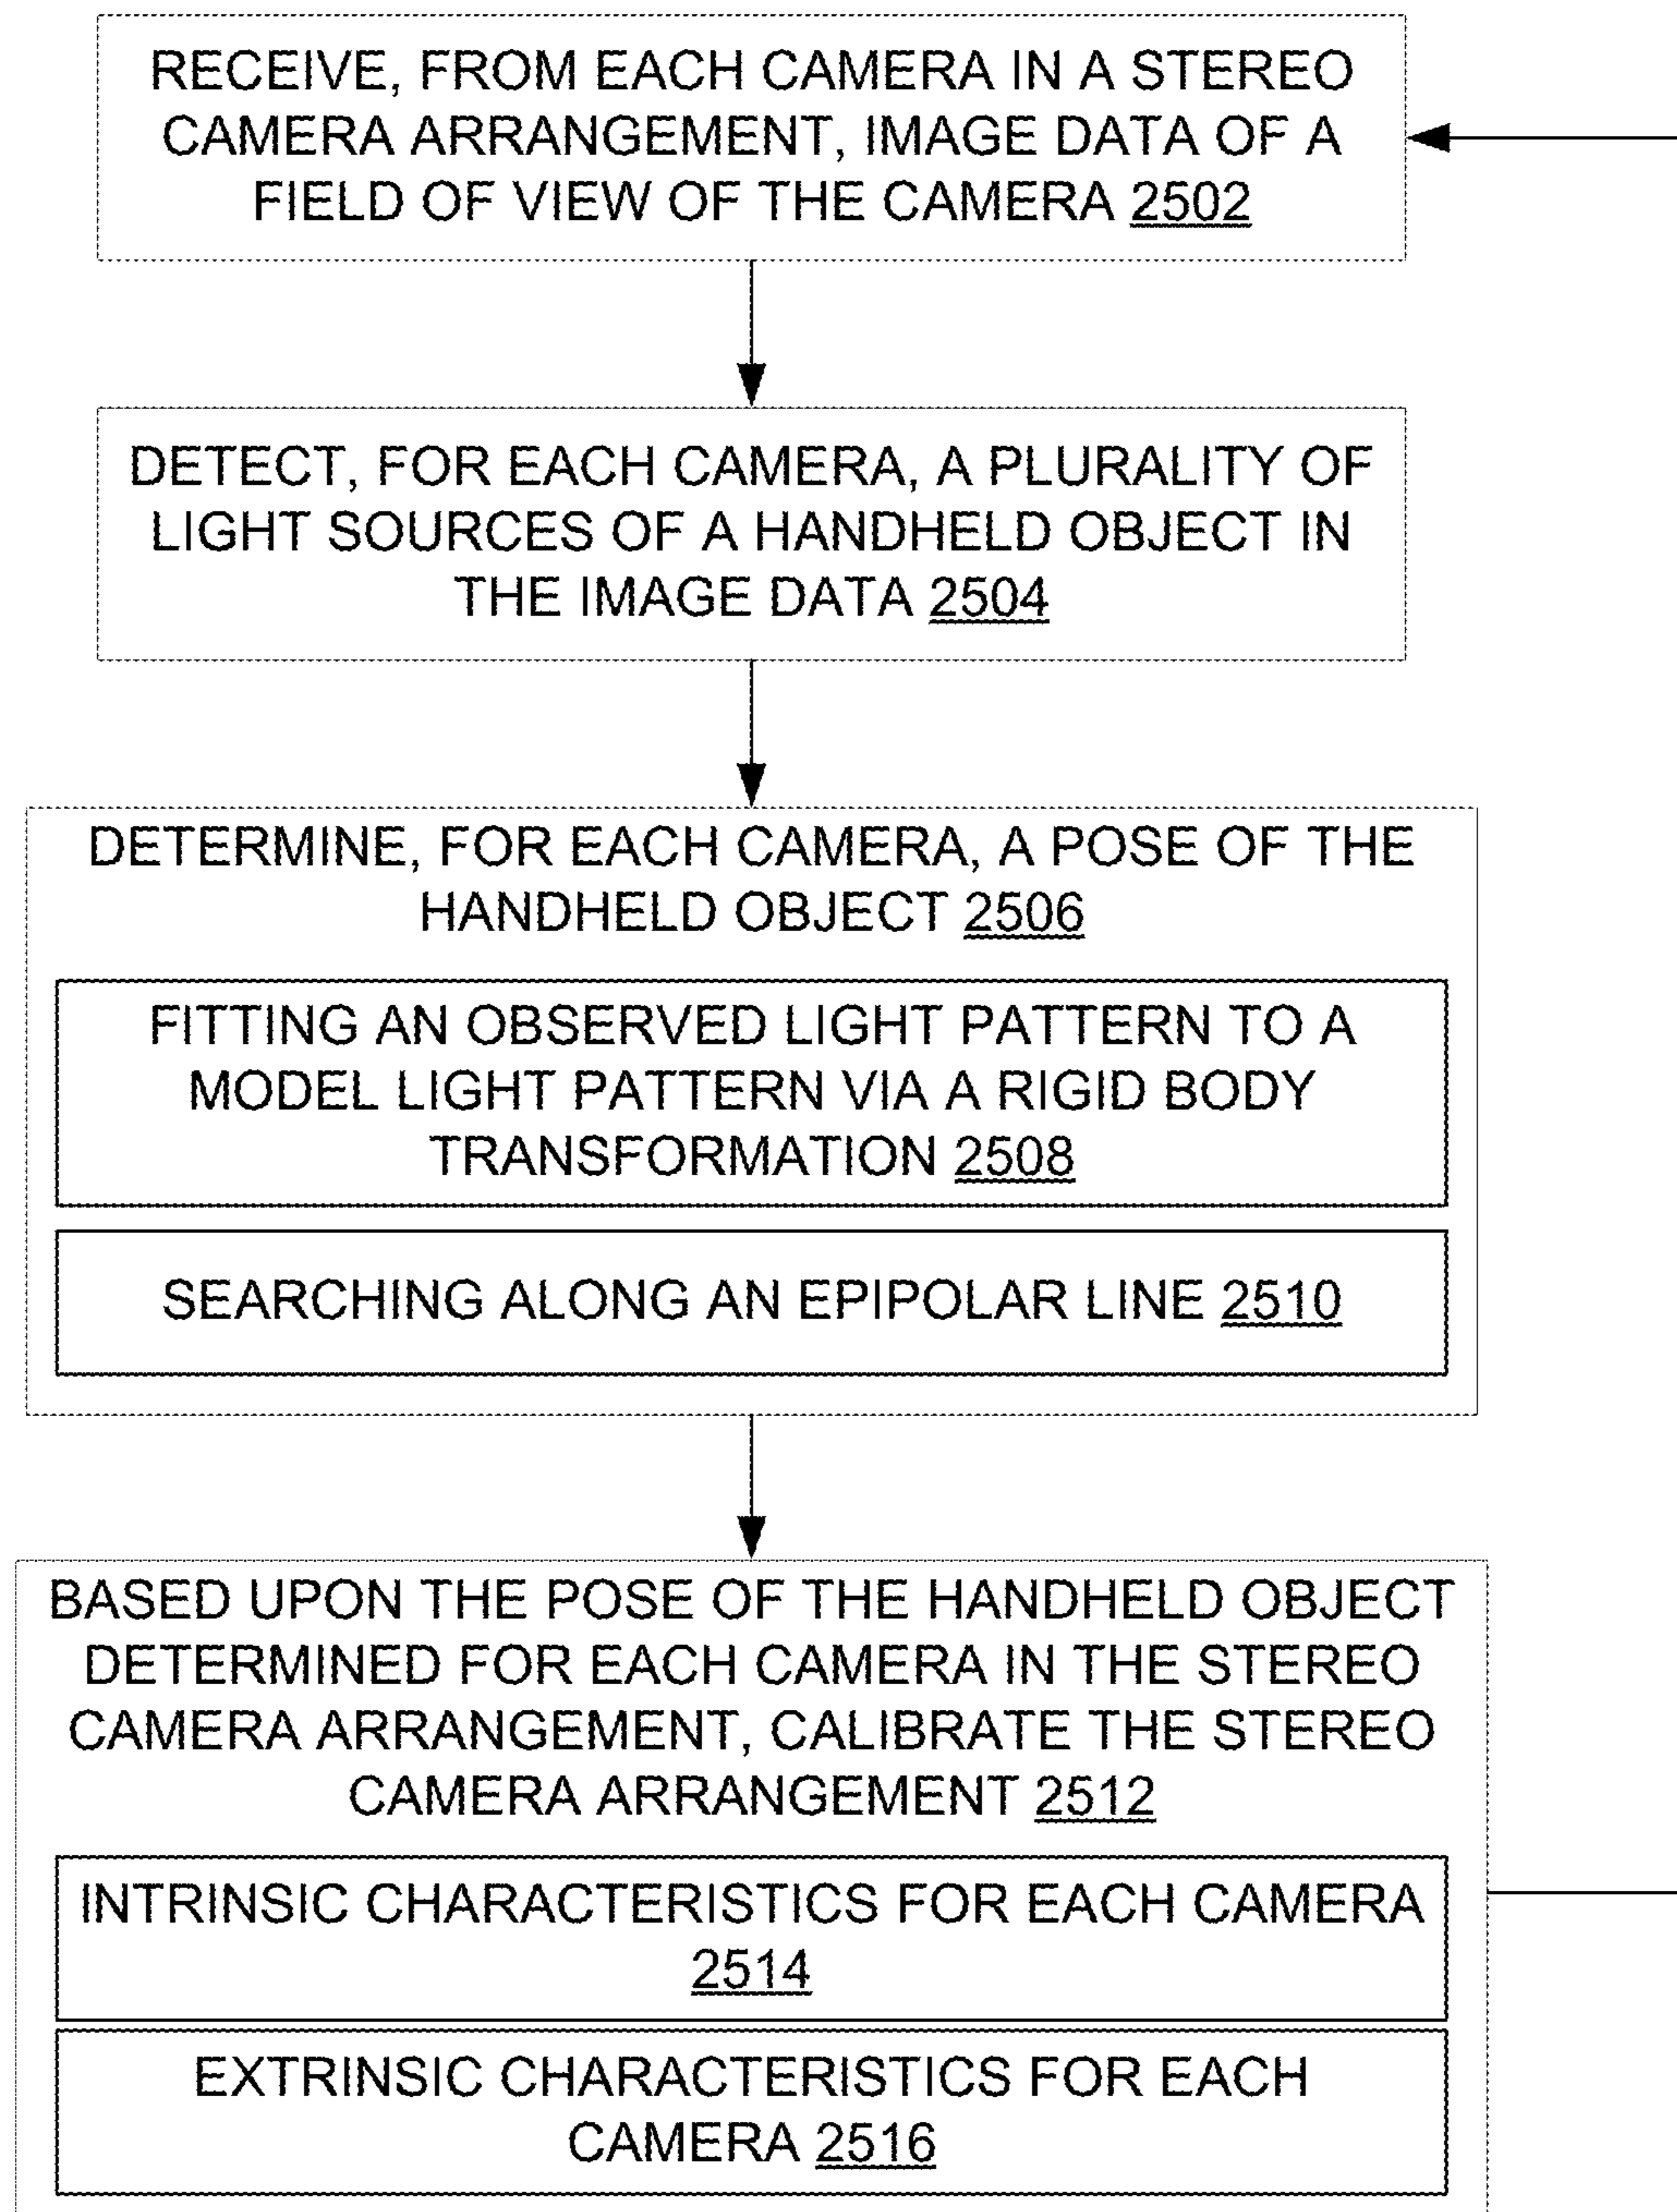 RECEIVE, FROM EACH CAMERA IN A STEREO
CAMERA ARRANGEMENT, IMAGE DATA OF A
FIELD OF VIEW OF THE CAMERA 2502
DETECT, FOR EACH CAMERA, A PLURALITY OF
LIGHT SOURCES OF A HANDHELD OBJECT IN
THE IMAGE DATA 2504
DETERMINE, FOR EACH CAMERA, A POSE OF THE
HANDHELD OBJECT 2506
FITTING AN OBSERVED LIGHT PATTERN TO A
MODEL LIGHT PATTERN VIA A RIGID BODY
TRANSFORMATION 2508
SEARCHING ALONG AN EPIPOLAR LINE 2510
BASED UPON THE POSE OF THE HANDHELD OBJECT
DETERMINED FOR EACH CAMERA IN THE STEREO
CAMERA ARRANGEMENT, CALIBRATE THE STEREO
CAMERA ARRANGEMENT 2512
INTRINSIC CHARACTERISTICS FOR EACH CAMERA
2514
EXTRINSIC CHARACTERISTICS FOR EACH
CAMERA 2516